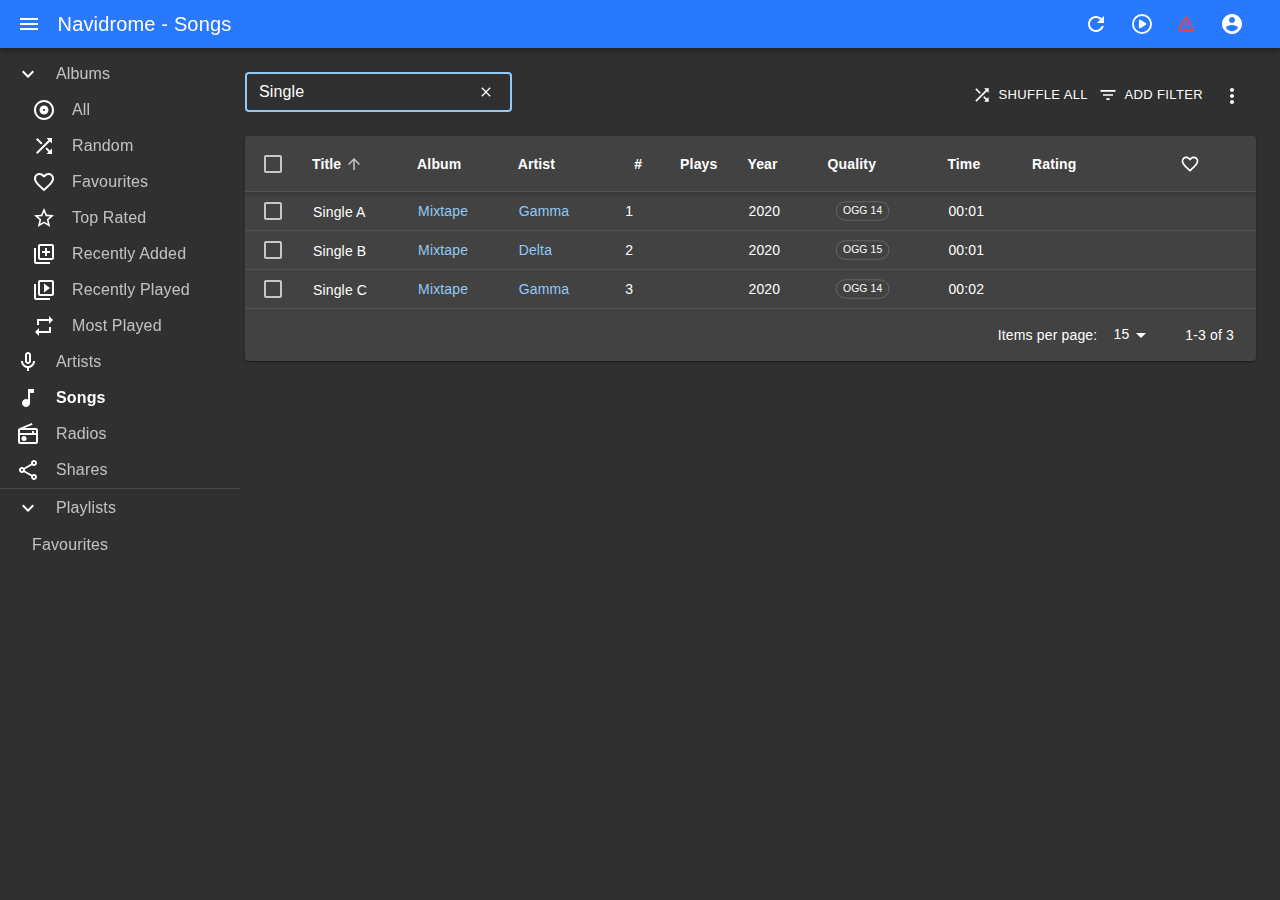 Navidrome - Songs
Albums
All
Random
Favourites
Top Rated
Recently Added
Recently Played
Most Played
Artists
Songs
Radios
Shares
Playlists
Favourites
Single
SHUFFLE ALL ADD FILTER
Title Album Artist # Plays Year Quality Time Rating
Single A Mixtape Gamma 1 2020 OGG 14 00:01
Single B Mixtape Delta 2 2020 OGG 15 00:01
Single C Mixtape Gamma 3 2020 OGG 14 00:02
Items per page: 15 1-3 of 3